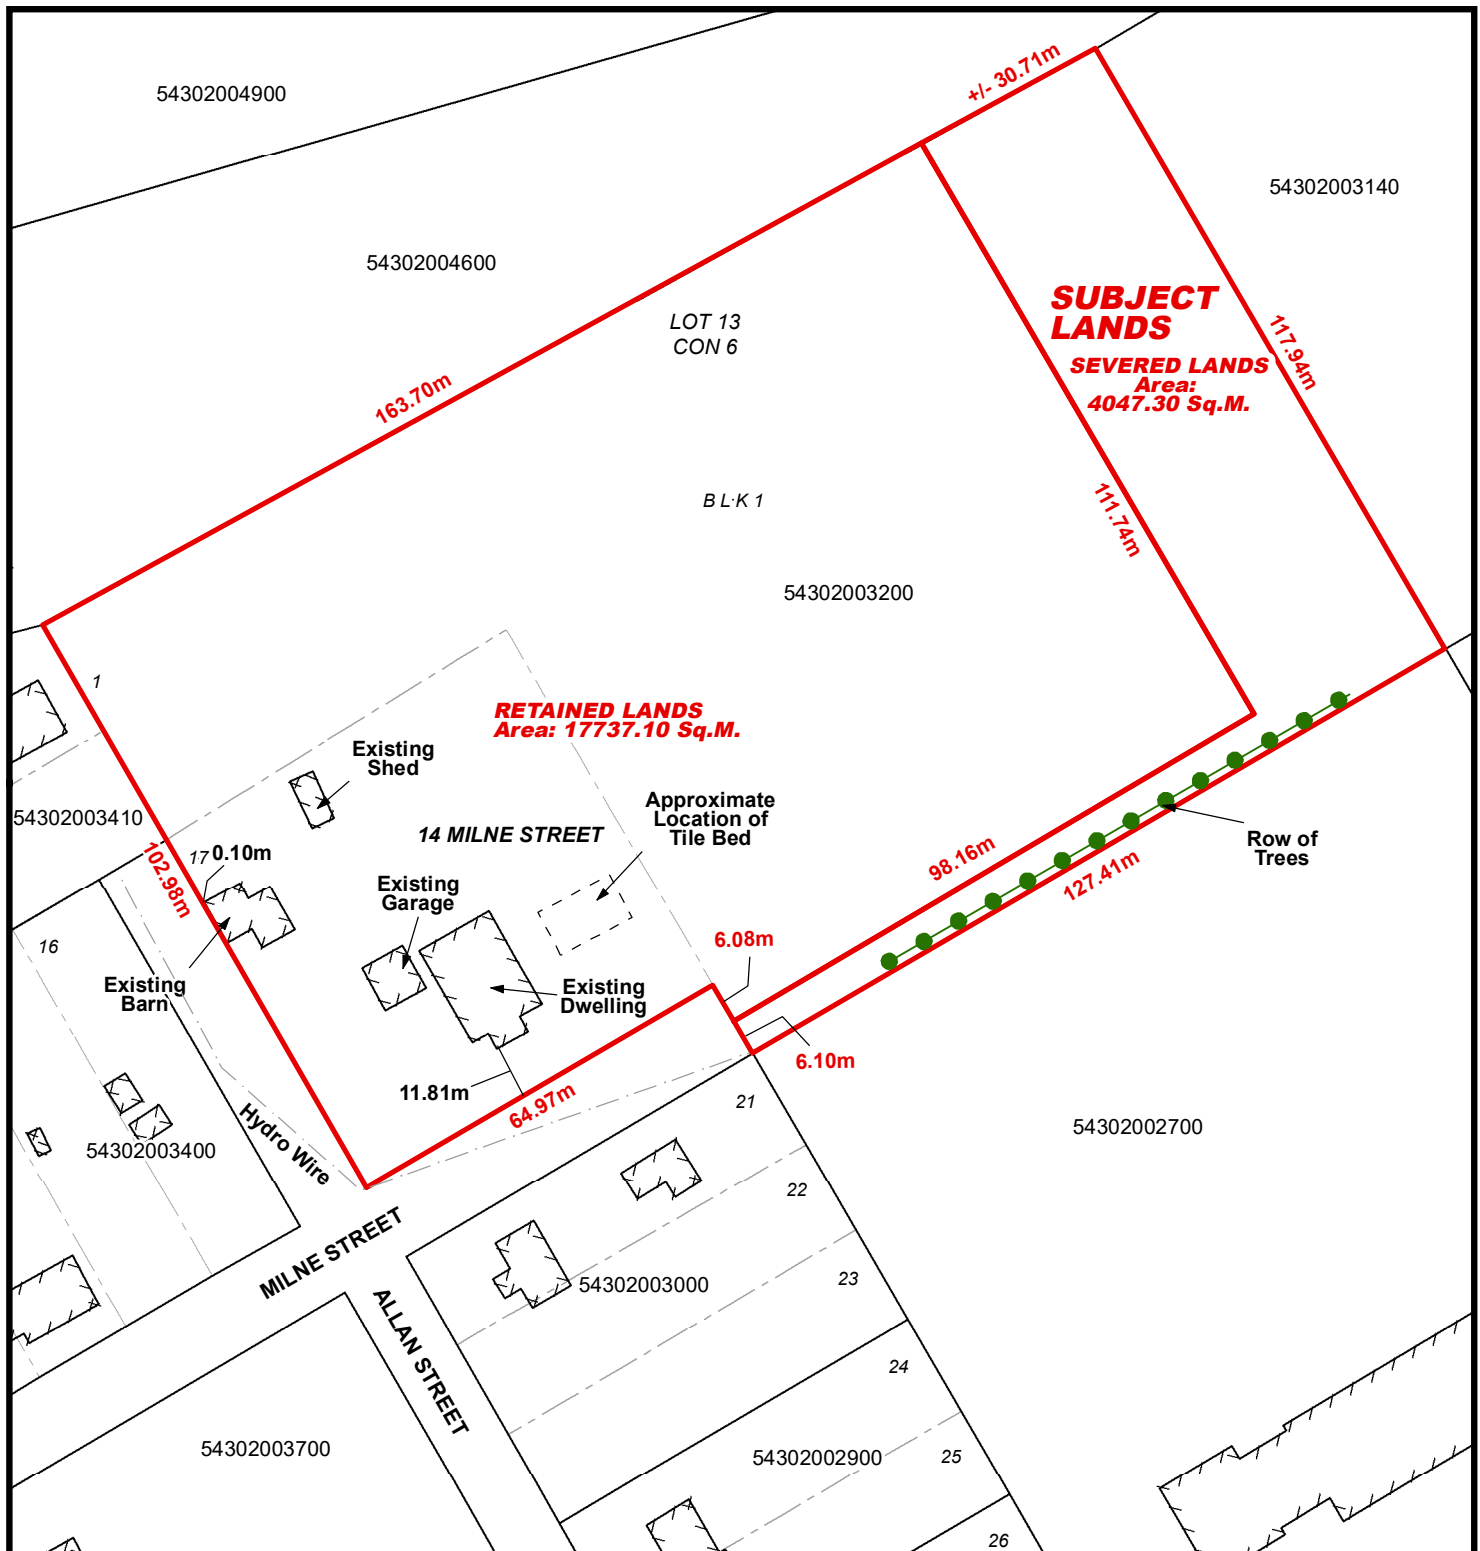 +/- 30.71m
54302004900
54302003140
54302004600
SUBJECT
LANDS
LOT 13
CON 6
117.94m
SEVERED LANDS
Area:
4047.30 Sq.M.
163.70m
BLK 1
111.74m
54302003200
1
RETAINED LANDS
Area: 17737.10 Sq.M.
Existing
Shed
Approximate
Location of
Tile Bed
54302003410
14 MILNE STREET
Row of
Trees
17
0.10m
102.98m
98.16m
127.41m
Existing
Garage
16
6.08m
Existing
Barn
Existing
Dwelling
6.10m
11.81m
64.97m
21
Hydro Wire
54302003400
54302002700
22
MILNE STREET
23
54302003000
ALLAN STREET
24
54302003700
54302002900
25
26